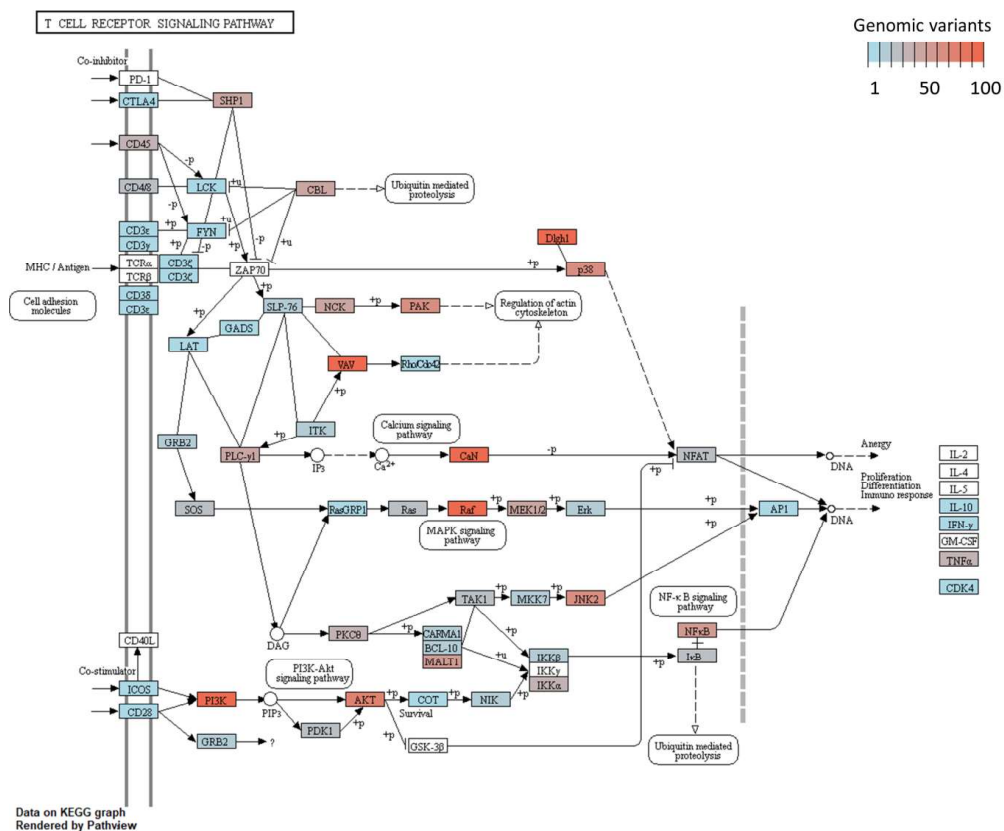 T CELL RECEPTOR SIGNALING PATHWAY
Genomic variants
1 50 100
Co-inhibitor
PD-1
CTLA4
SHP1
CD45
-p
CD4/8
LCK
+u
CBL
Ubiquitin mediated
proteolysis
-p
+u
CD3ε
+p
FYN
CD3γ
+p
-p
+p
-p
+u
Dlgh1
MHC / Antigen
TCRα
CD3ζ
TCRβ
CD3ζ
ZAP70
+p
p38
Cell adhesion
molecules
CD3δ
CD3ε
+p
+p
SLP-76
NCK
+p
PAK
Regulation of actin
cytoskeleton
GADS
LAT
VAV
Rho/Cdc42
+p
ITK
GRB2
+p
PLC-γ1
IP3
Calcium signaling
pathway
Ca2+
CaN
-p
NFAT
+p
DNA
Anergy
Proliferation
Differentiation
Immuno response
DNA
IL-2
IL-4
IL-5
IL-10
IFN-γ
GM-CSF
TNFα
CDK4
SOS
RasGRP1
Ras
+p
Raf
+p
MEK1/2
+p
Erk
+p
AP1
+p
MAPK signaling
pathway
TAK1
+p
MKK7
+p
JNK2
NF-κB signaling
pathway
DAG
PKCθ
+p
+p
CARMA1
BCL-10
MALT1
+p
+u
IKKβ
IKKγ
IKKα
+p
NFκB
IκB
CD40L
Co-stimulator
ICOS
CD28
PI3K-Akt
signaling pathway
PI3K
PIP3
+p
AKT
+p
COT
+p
NIK
+p
Survival
PDK1
+p
+p
GSK-3β
GRB2
?
Ubiquitin mediated
proteolysis
Data on KEGG graph
Rendered by Pathview